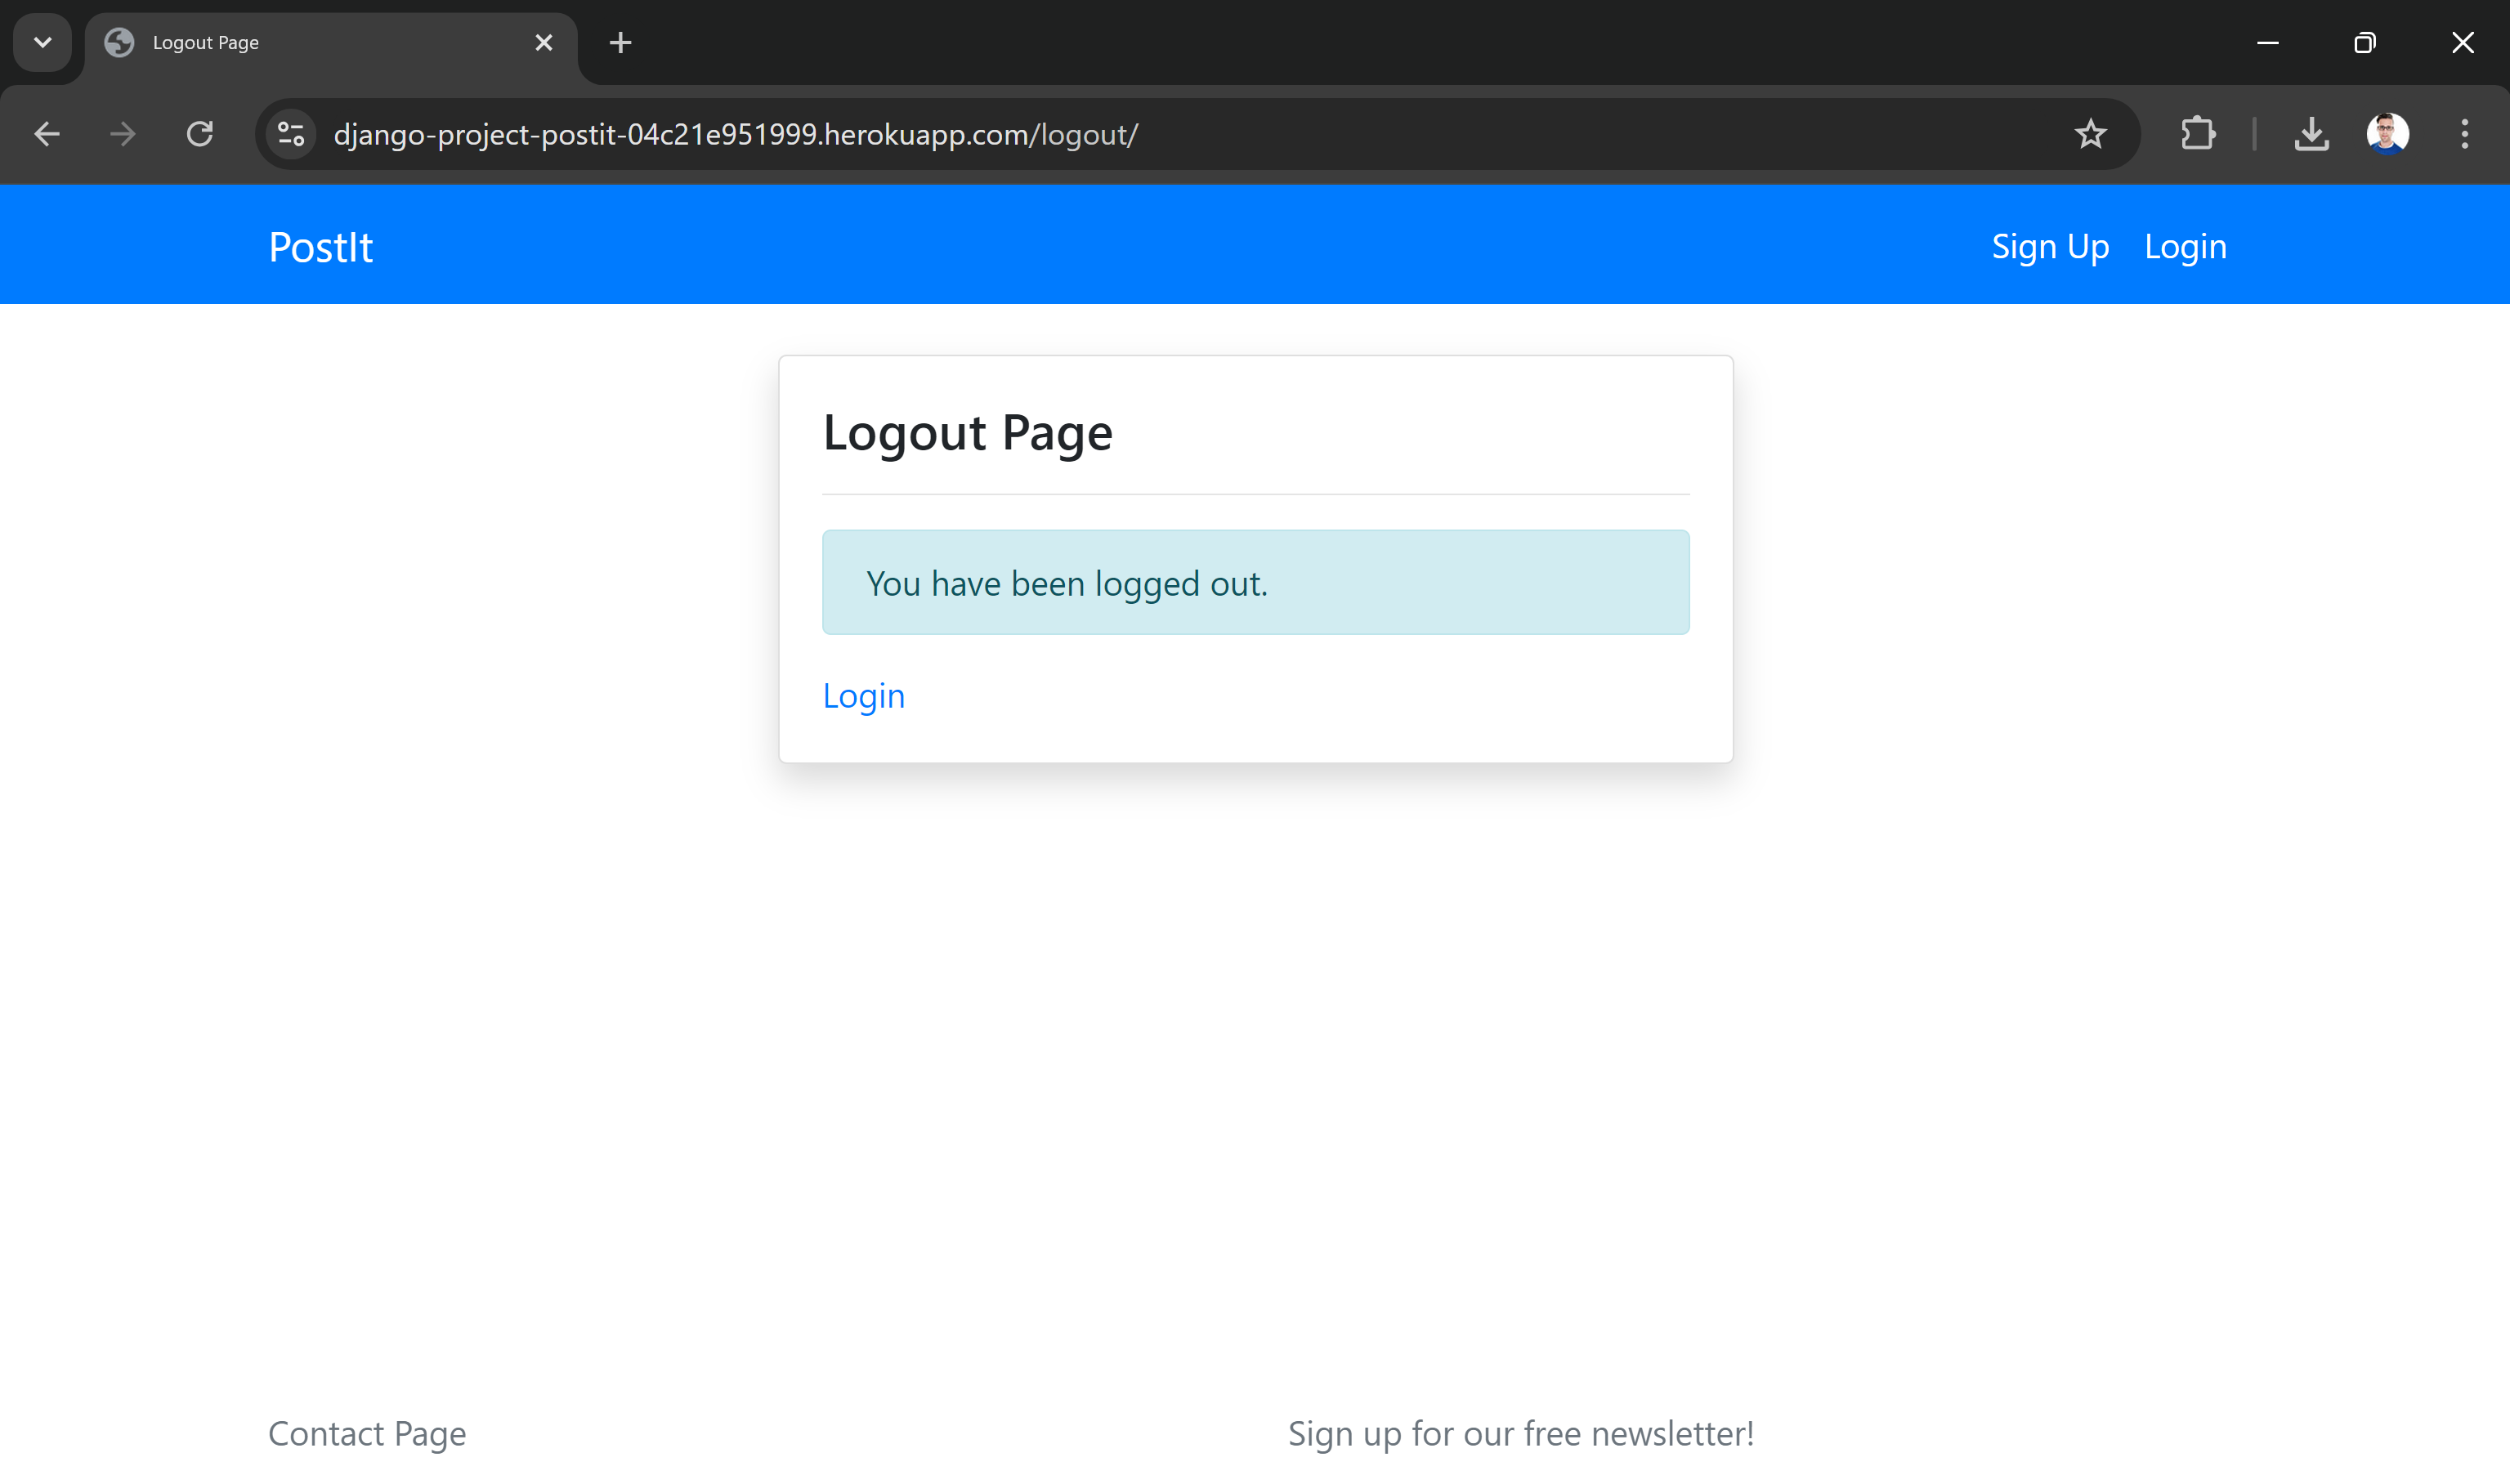 Logout Page
django-project-postit-04c21e951999.herokuapp.com/logout/
PostIt
Sign Up
Login
Logout Page
You have been logged out.
Login
Contact Page
Sign up for our free newsletter!